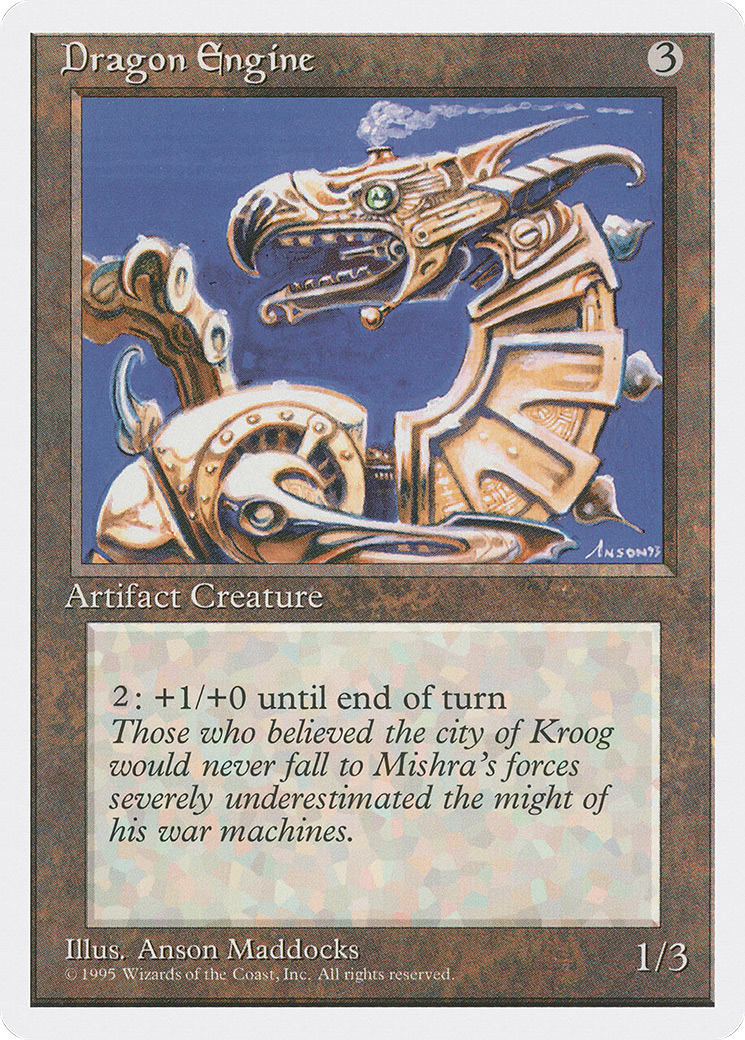 Dragon Engine 3
ANSON93
Artifact Creature
2: +1/+0 until end of turn
Those who believed the city of Kroog
would never fall to Mishra's forces
severely underestimated the might of
his war machines.
Illus. Anson Maddocks
1/3
© 1995 Wizards of the Coast, Inc. All rights reserved.